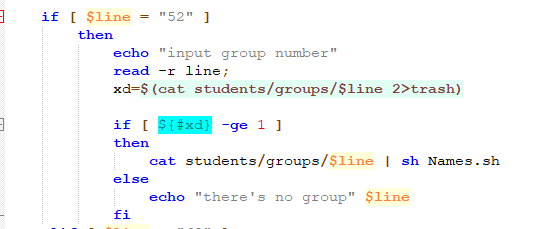 if [ $line = "52" ]
then
echo "input group number"
read -r line;
xd=$(cat students/groups/$line 2>trash)
if [ ${#xd} -ge 1 ]
then
cat students/groups/$line | sh Names.sh
else
echo "there's no group" $line
fi